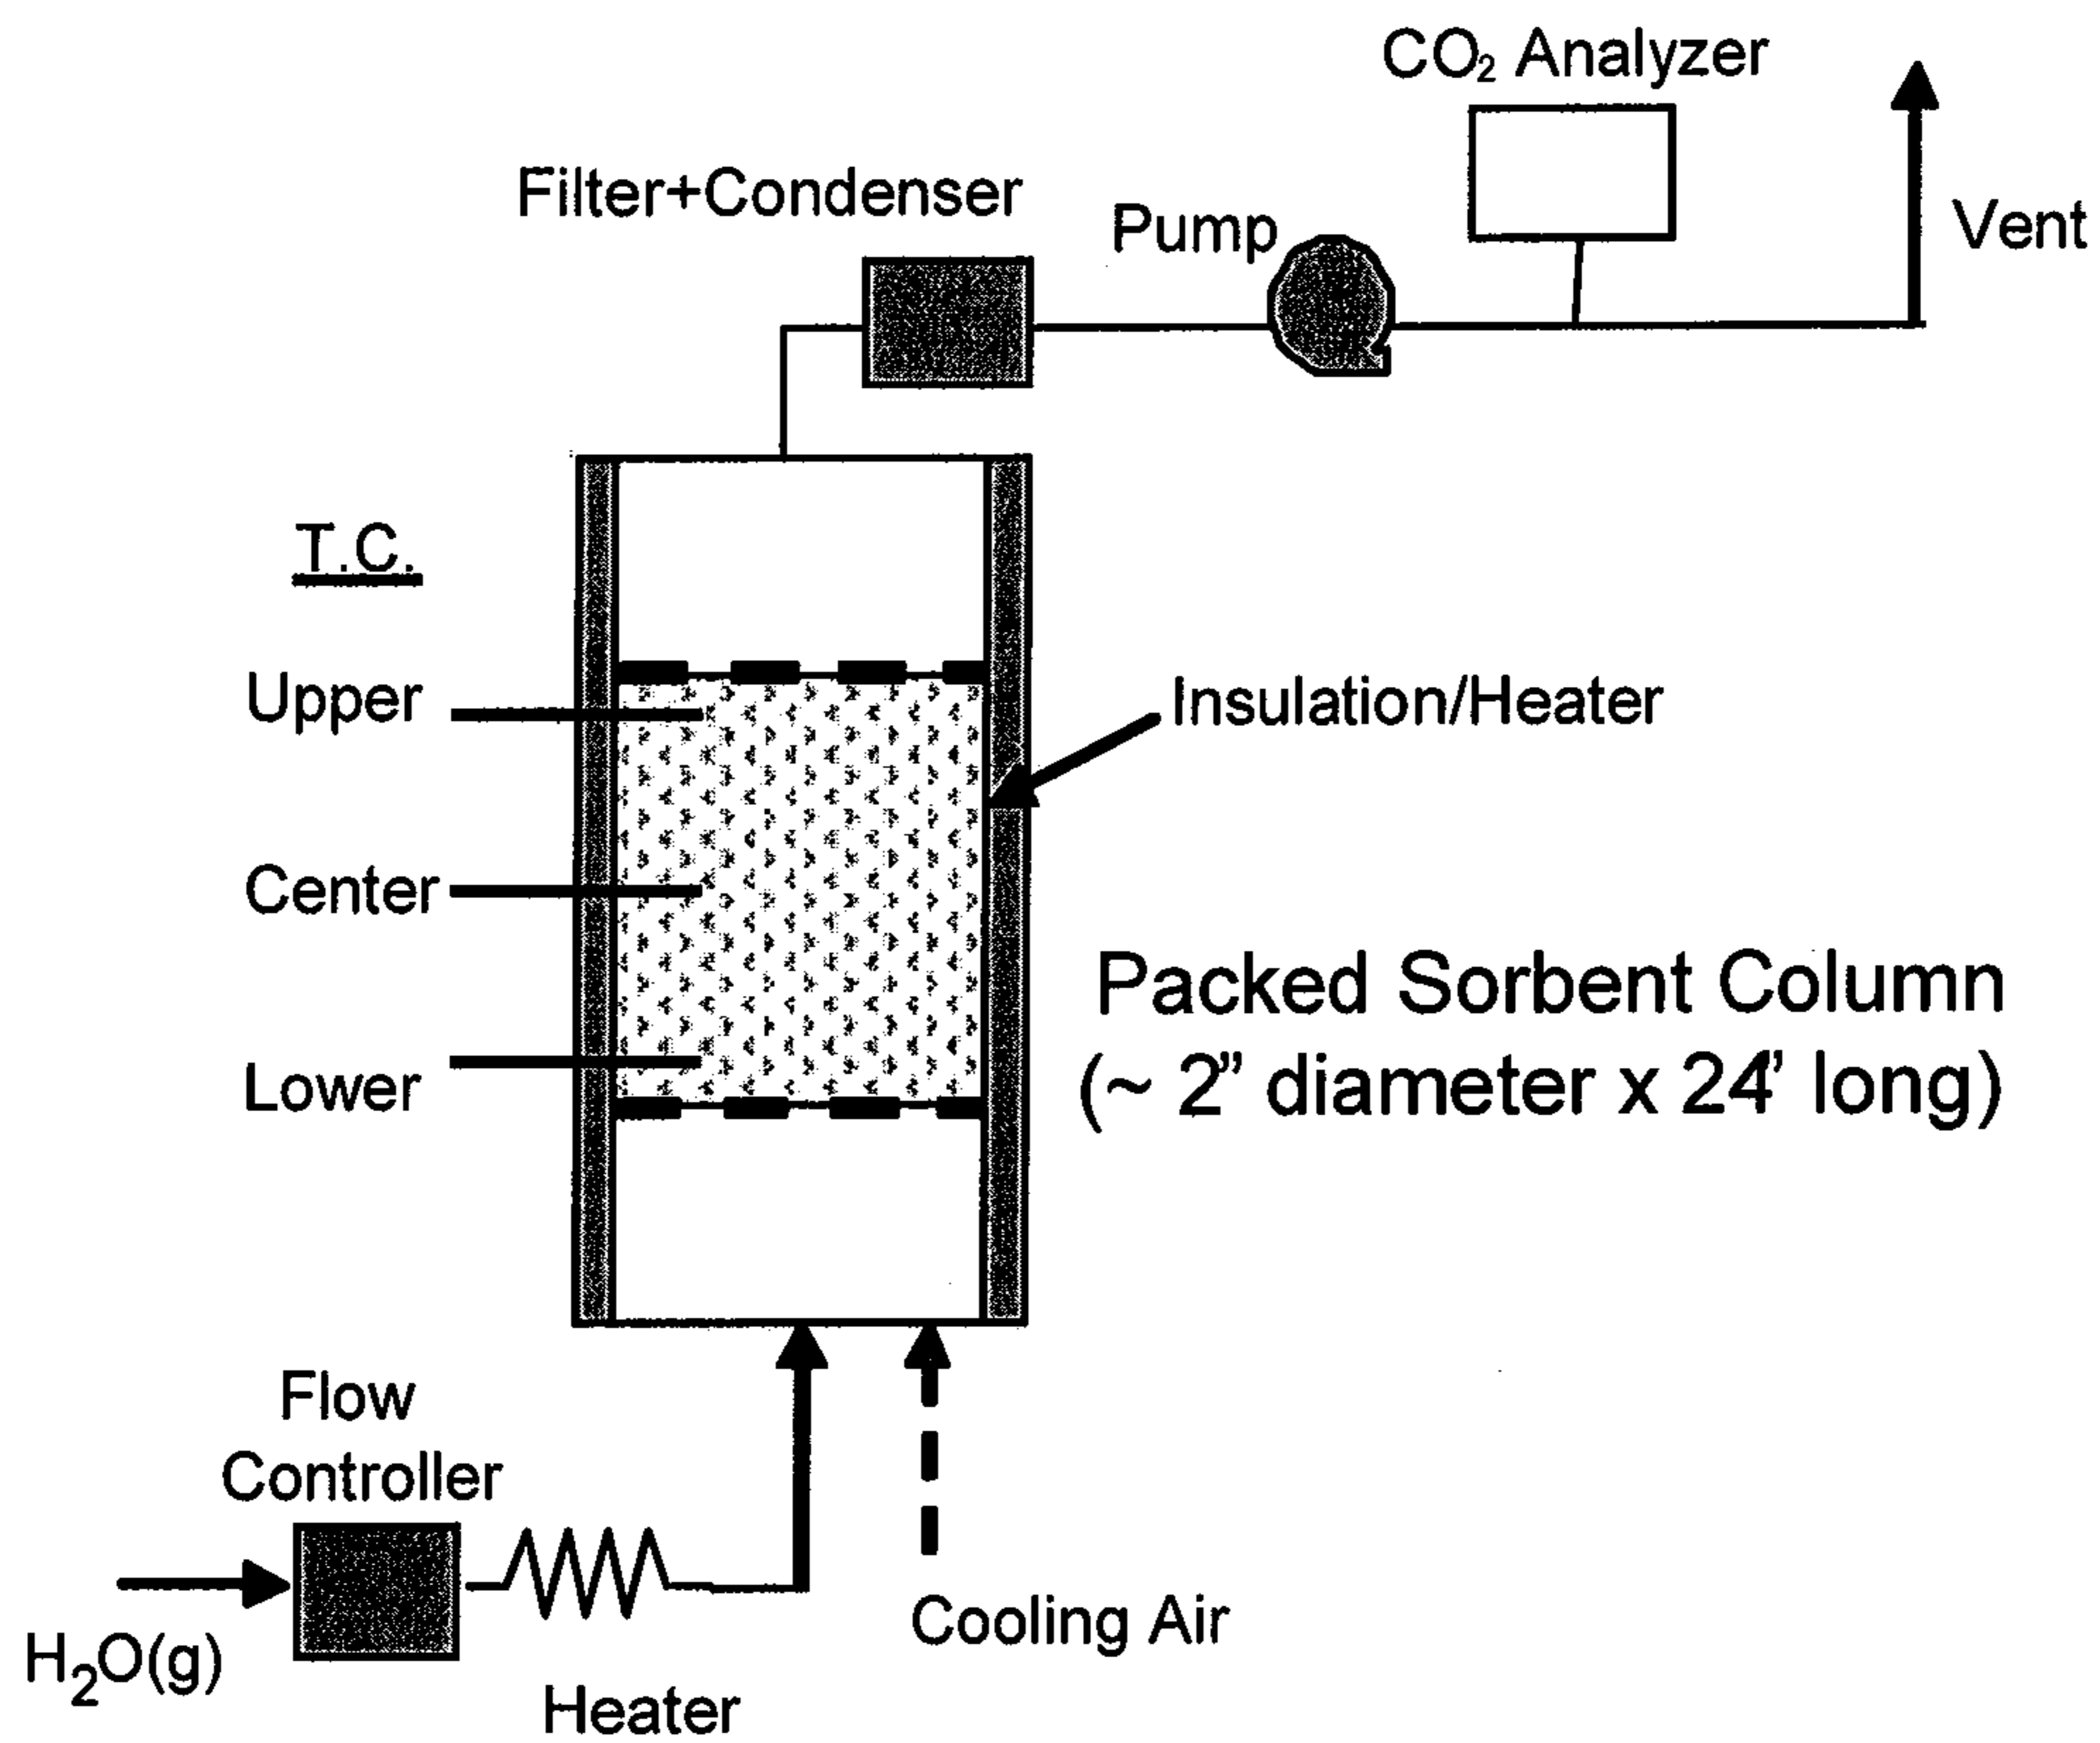 CO₂ Analyzer
Filter+Condenser
Pump
Vent
T.C.
Upper
Insulation/Heater
Center
Packed Sorbent Column
(~ 2” diameter x 24’ long)
Lower
Flow
Controller
Cooling Air
H₂O(g)
Heater